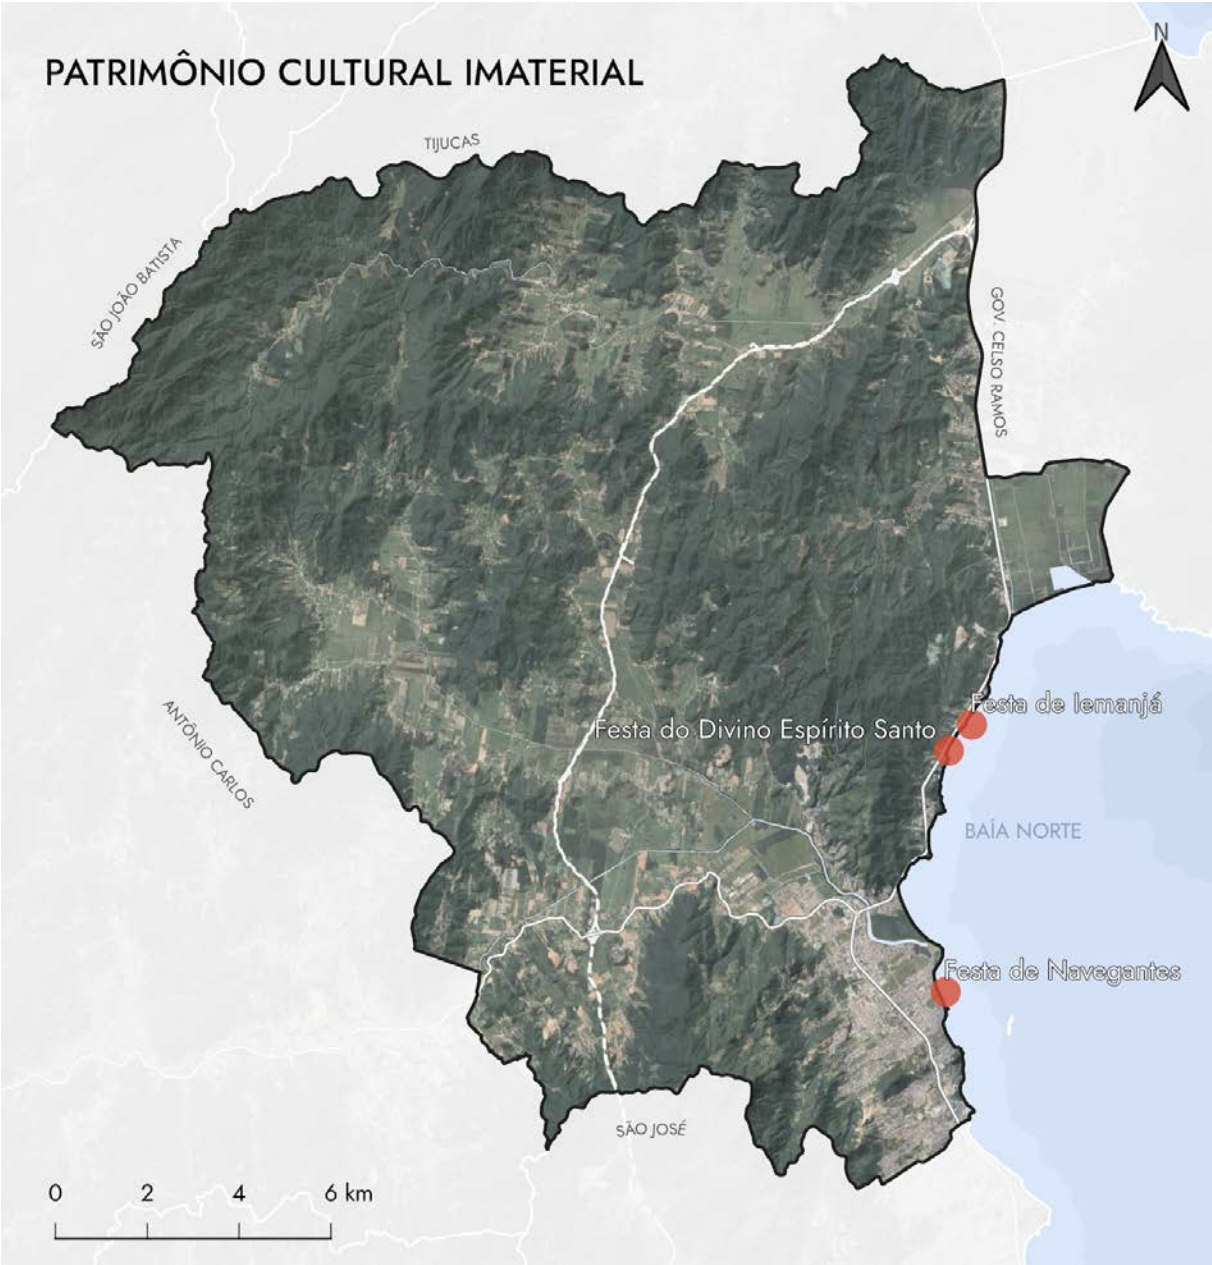 N
PATRIMÔNIO CULTURAL IMATERIAL
TIJUCAS
SÃO JOÃO BATISTA
GOV. CELSO RAMOS
Festa de Iemanjá
Festa do Divino Espírito Santo
ANTÔNIO CARLOS
BAÍA NORTE
Festa de Navegantes
SÃO JOSÉ
0 2 4 6 km